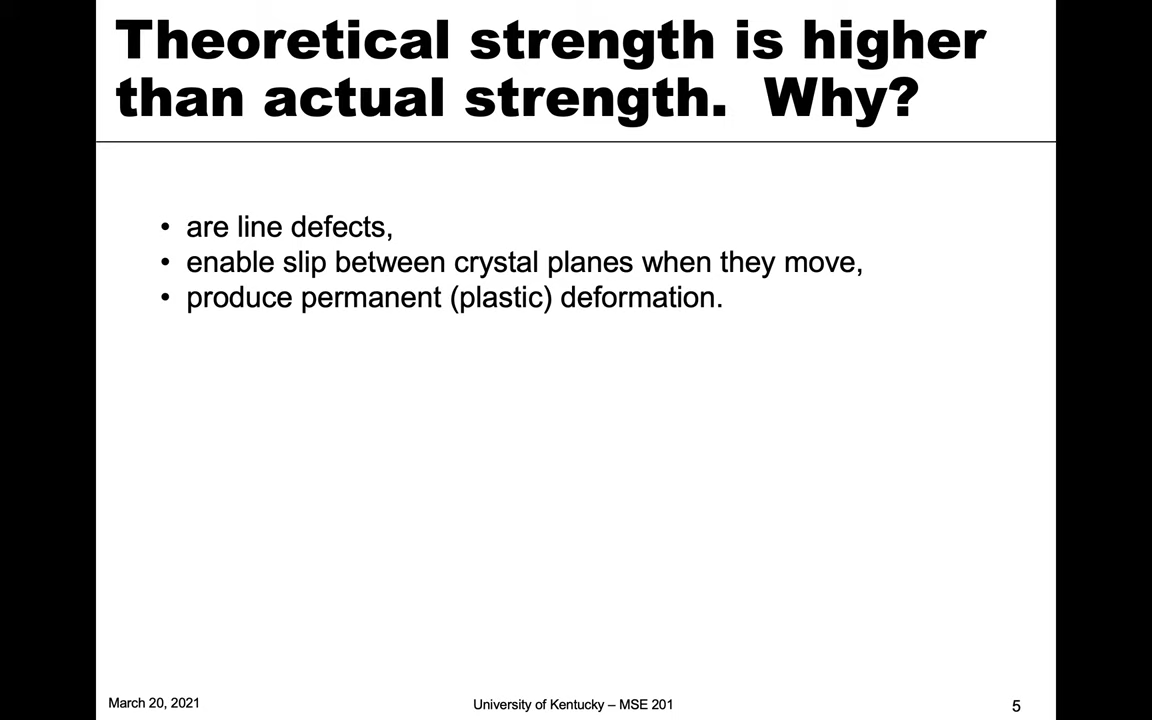 Theoretical strength is higher
than actual strength. Why?
• are line defects,
• enable slip between crystal planes when they move,
• produce permanent (plastic) deformation.
March 20, 2021
University of Kentucky – MSE 201
5